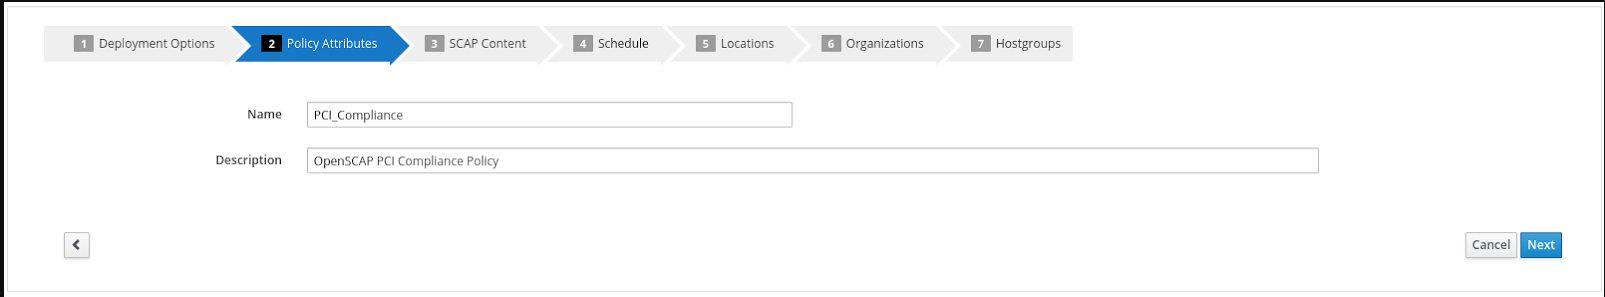 1 Deployment Options 2 Policy Attributes 3 SCAP Content 4 Schedule 5 Locations 6 Organizations 7 Hostgroups
Name PCI_Compliance
Description OpenSCAP PCI Compliance Policy
Cancel Next